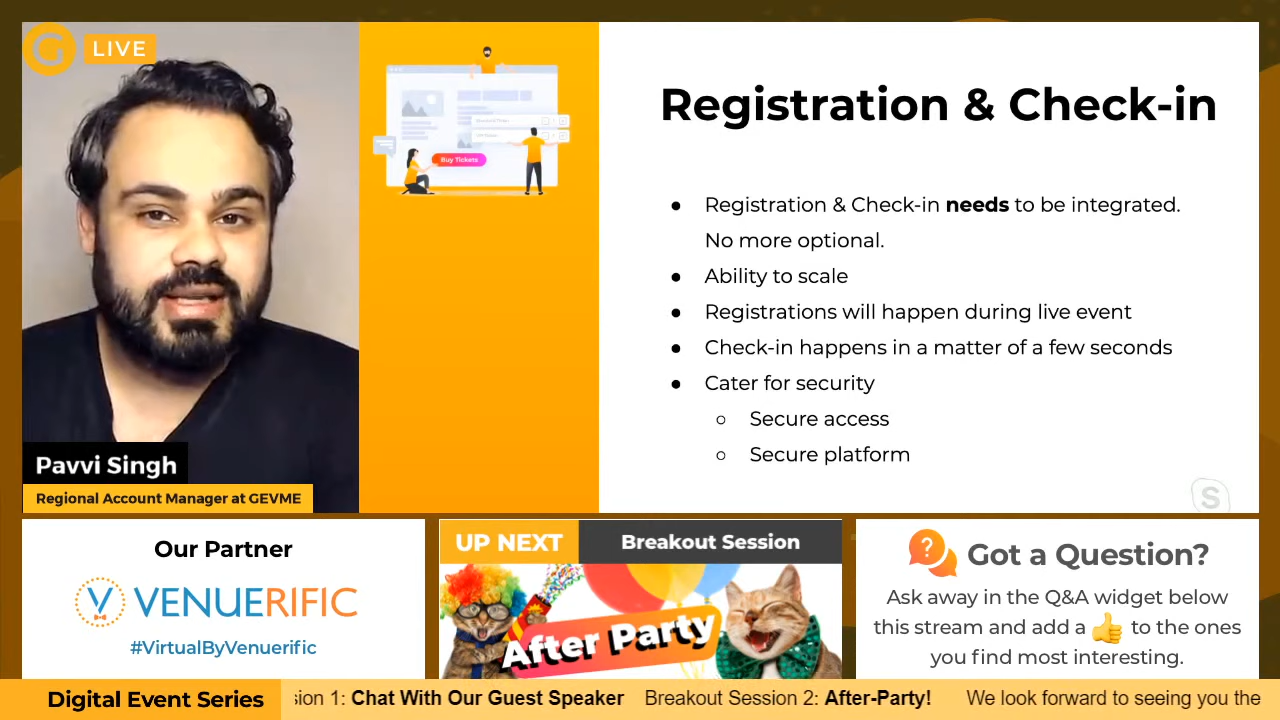 G LIVE
Buy Tickets
Registration & Check-in
● Registration & Check-in needs to be integrated.
No more optional.
● Ability to scale
● Registrations will happen during live event
● Check-in happens in a matter of a few seconds
● Cater for security
○ Secure access
○ Secure platform
Pavvi Singh
Regional Account Manager at GEVME
S
Our Partner
VENUERIFIC
#VirtualByVenuerific
UP NEXT
Breakout Session
After Party
? Got a Question?
Ask away in the Q&A widget below
this stream and add a 👍 to the ones
you find most interesting.
Digital Event Series
sion 1: Chat With Our Guest Speaker Breakout Session 2: After-Party! We look forward to seeing you the